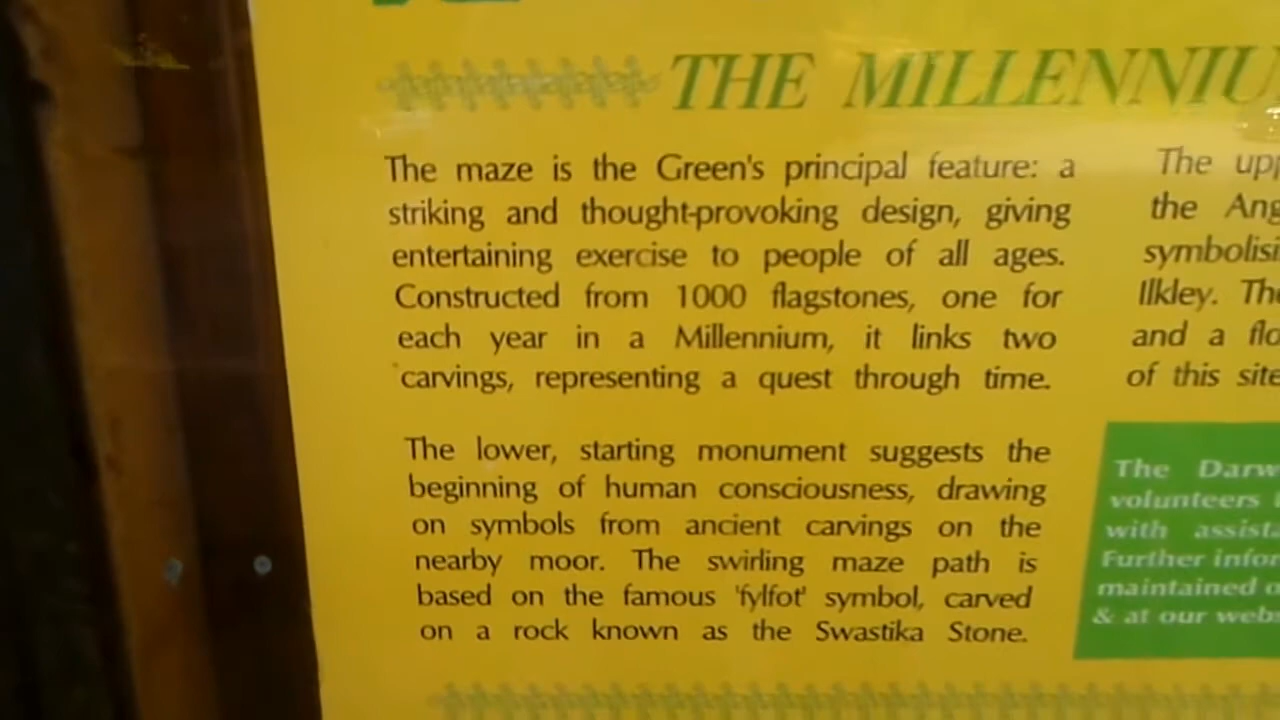 THE MILLENNIU
The maze is the Green's principal feature: a
striking and thought-provoking design, giving
entertaining exercise to people of all ages.
Constructed from 1000 flagstones, one for
each year in a Millennium, it links two
carvings, representing a quest through time.
The lower, starting monument suggests the
beginning of human consciousness, drawing
on symbols from ancient carvings on the
nearby moor. The swirling maze path is
based on the famous 'fylfot' symbol, carved
on a rock known as the Swastika Stone.
The upp
the Ang
symbolisi
Ilkley. The
and a flo
of this site
The Darw
volunteers
with assista
Further infor
maintained o
& at our webs